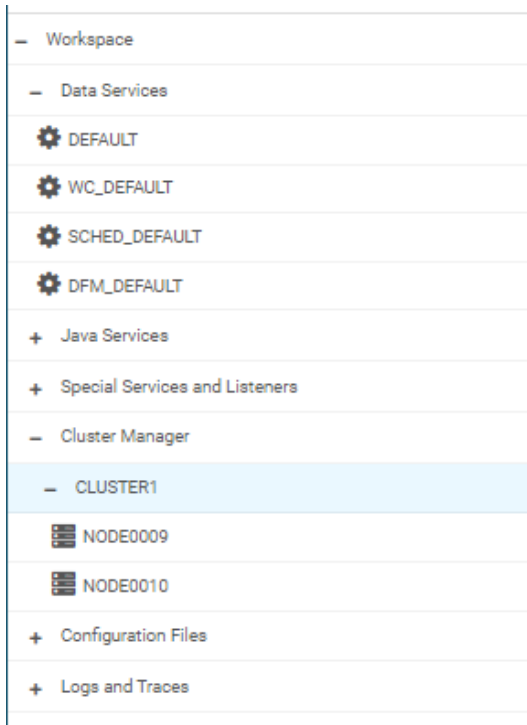 Workspace
Data Services
DEFAULT
WC_DEFAULT
SCHED_DEFAULT
DFM_DEFAULT
Java Services
Special Services and Listeners
Cluster Manager
CLUSTER1
NODE0009
NODE0010
Configuration Files
Logs and Traces